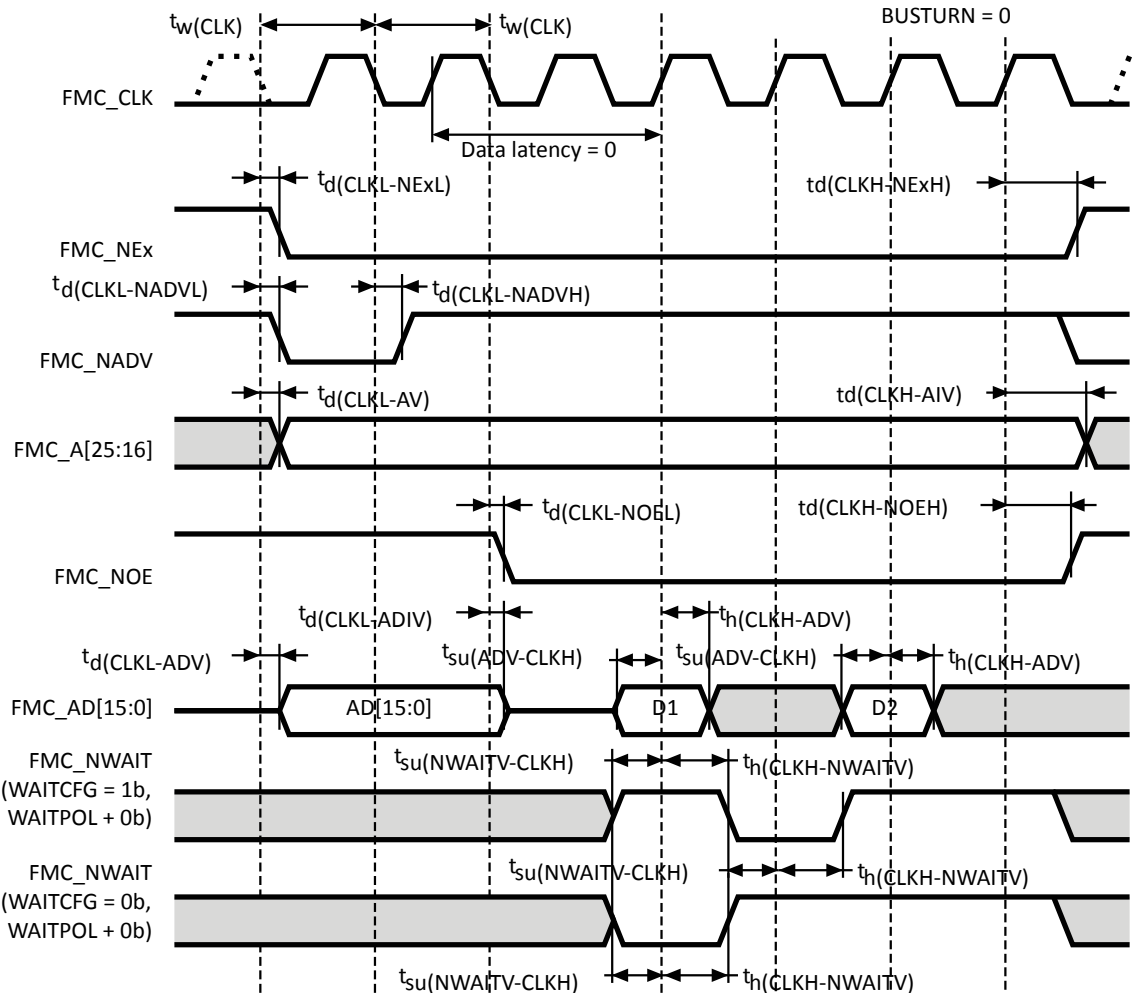 tw(CLK)
tw(CLK)
BUSTURN = 0
FMC_CLK
Data latency = 0
td(CLKL-NExL)
td(CLKH-NExH)
FMC_NEx
td(CLKL-NADVL)
td(CLKL-NADVH)
FMC_NADV
td(CLKL-AV)
td(CLKH-AIV)
FMC_A[25:16]
td(CLKL-NOEL)
td(CLKH-NOEH)
FMC_NOE
td(CLKL-ADIV)
th(CLKH-ADV)
td(CLKL-ADV)
tsu(ADV-CLKH)
tsu(ADV-CLKH)
th(CLKH-ADV)
FMC_AD[15:0]
AD[15:0]
D1
D2
FMC_NWAIT
(WAITCFG = 1b,
WAITPOL + 0b)
tsu(NWAITV-CLKH)
th(CLKH-NWAITV)
tsu(NWAITV-CLKH)
th(CLKH-NWAITV)
FMC_NWAIT
(WAITCFG = 0b,
WAITPOL + 0b)
tsu(NWAITV-CLKH)
th(CLKH-NWAITV)